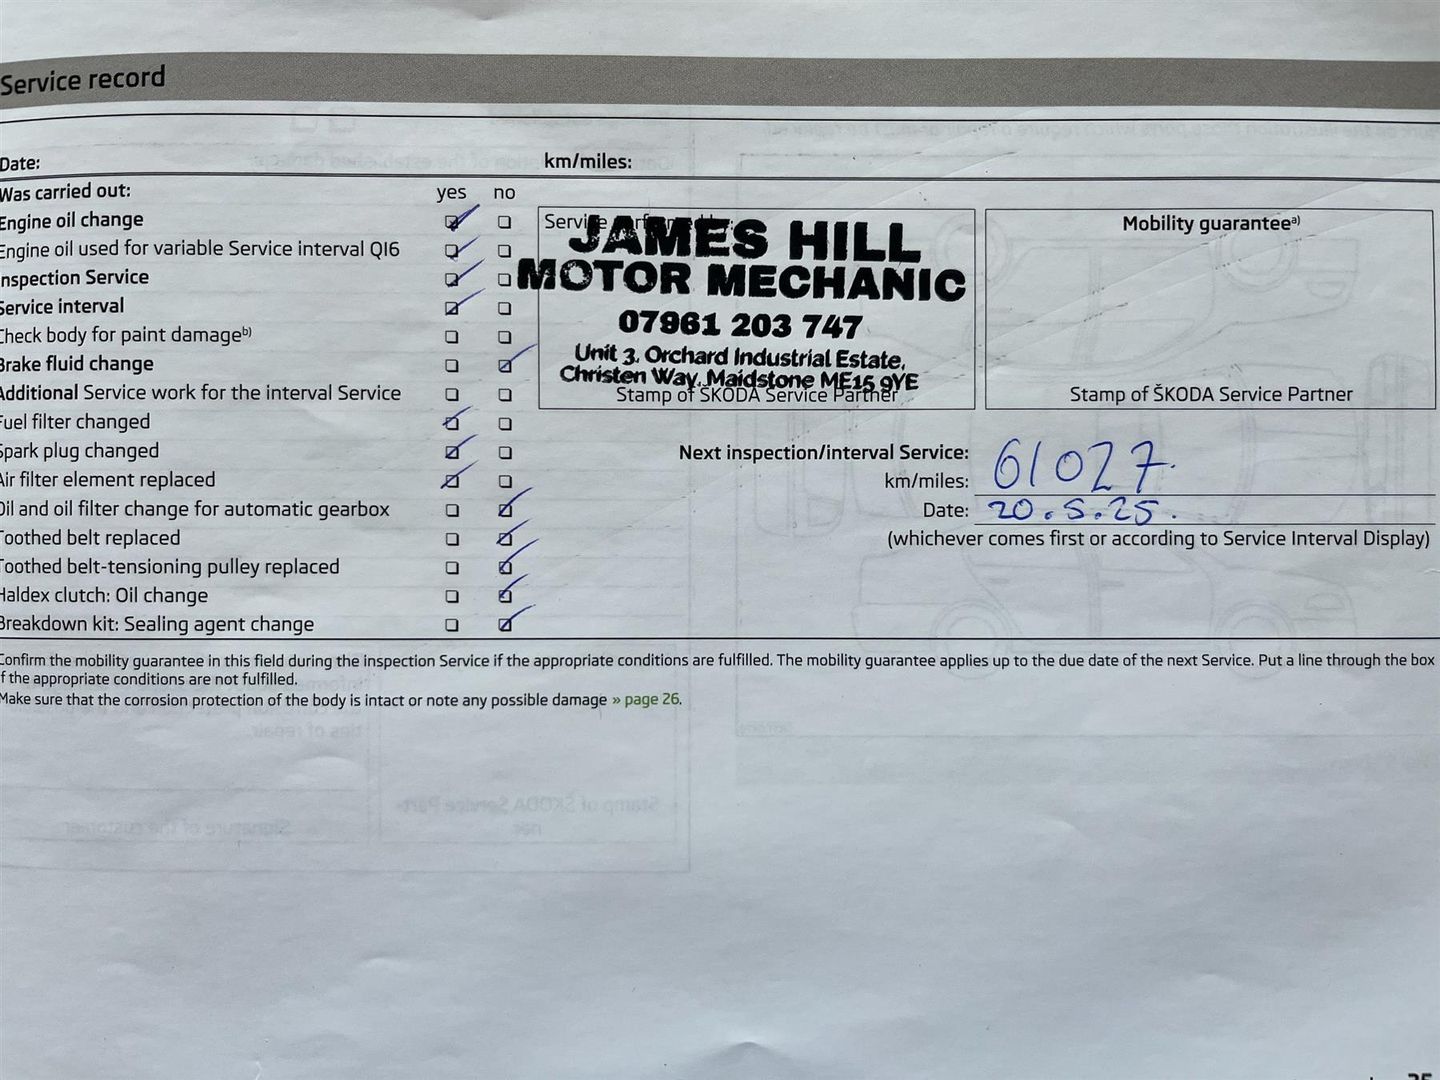 Service record
Date: km/miles:
Was carried out: yes no
Engine oil change
Engine oil used for variable Service interval QI6
Inspection Service
Service interval
Check body for paint damage b)
Brake fluid change
Additional Service work for the interval Service
Fuel filter changed
Spark plug changed
Air filter element replaced
Oil and oil filter change for automatic gearbox
Toothed belt replaced
Toothed belt-tensioning pulley replaced
Haldex clutch: Oil change
Breakdown kit: Sealing agent change
Service performed by:
JAMES HILL
MOTOR MECHANIC
07961 203 747
Unit 3, Orchard Industrial Estate,
Christen Way, Maidstone ME15 9YE
Stamp of ŠKODA Service Partner
Mobility guarantee a)
Stamp of ŠKODA Service Partner
Next inspection/interval Service:
km/miles: 61027.
Date: 20.5.25.
(whichever comes first or according to Service Interval Display)
Confirm the mobility guarantee in this field during the inspection Service if the appropriate conditions are fulfilled. The mobility guarantee applies up to the due date of the next Service. Put a line through the box
if the appropriate conditions are not fulfilled.
Make sure that the corrosion protection of the body is intact or note any possible damage » page 26.